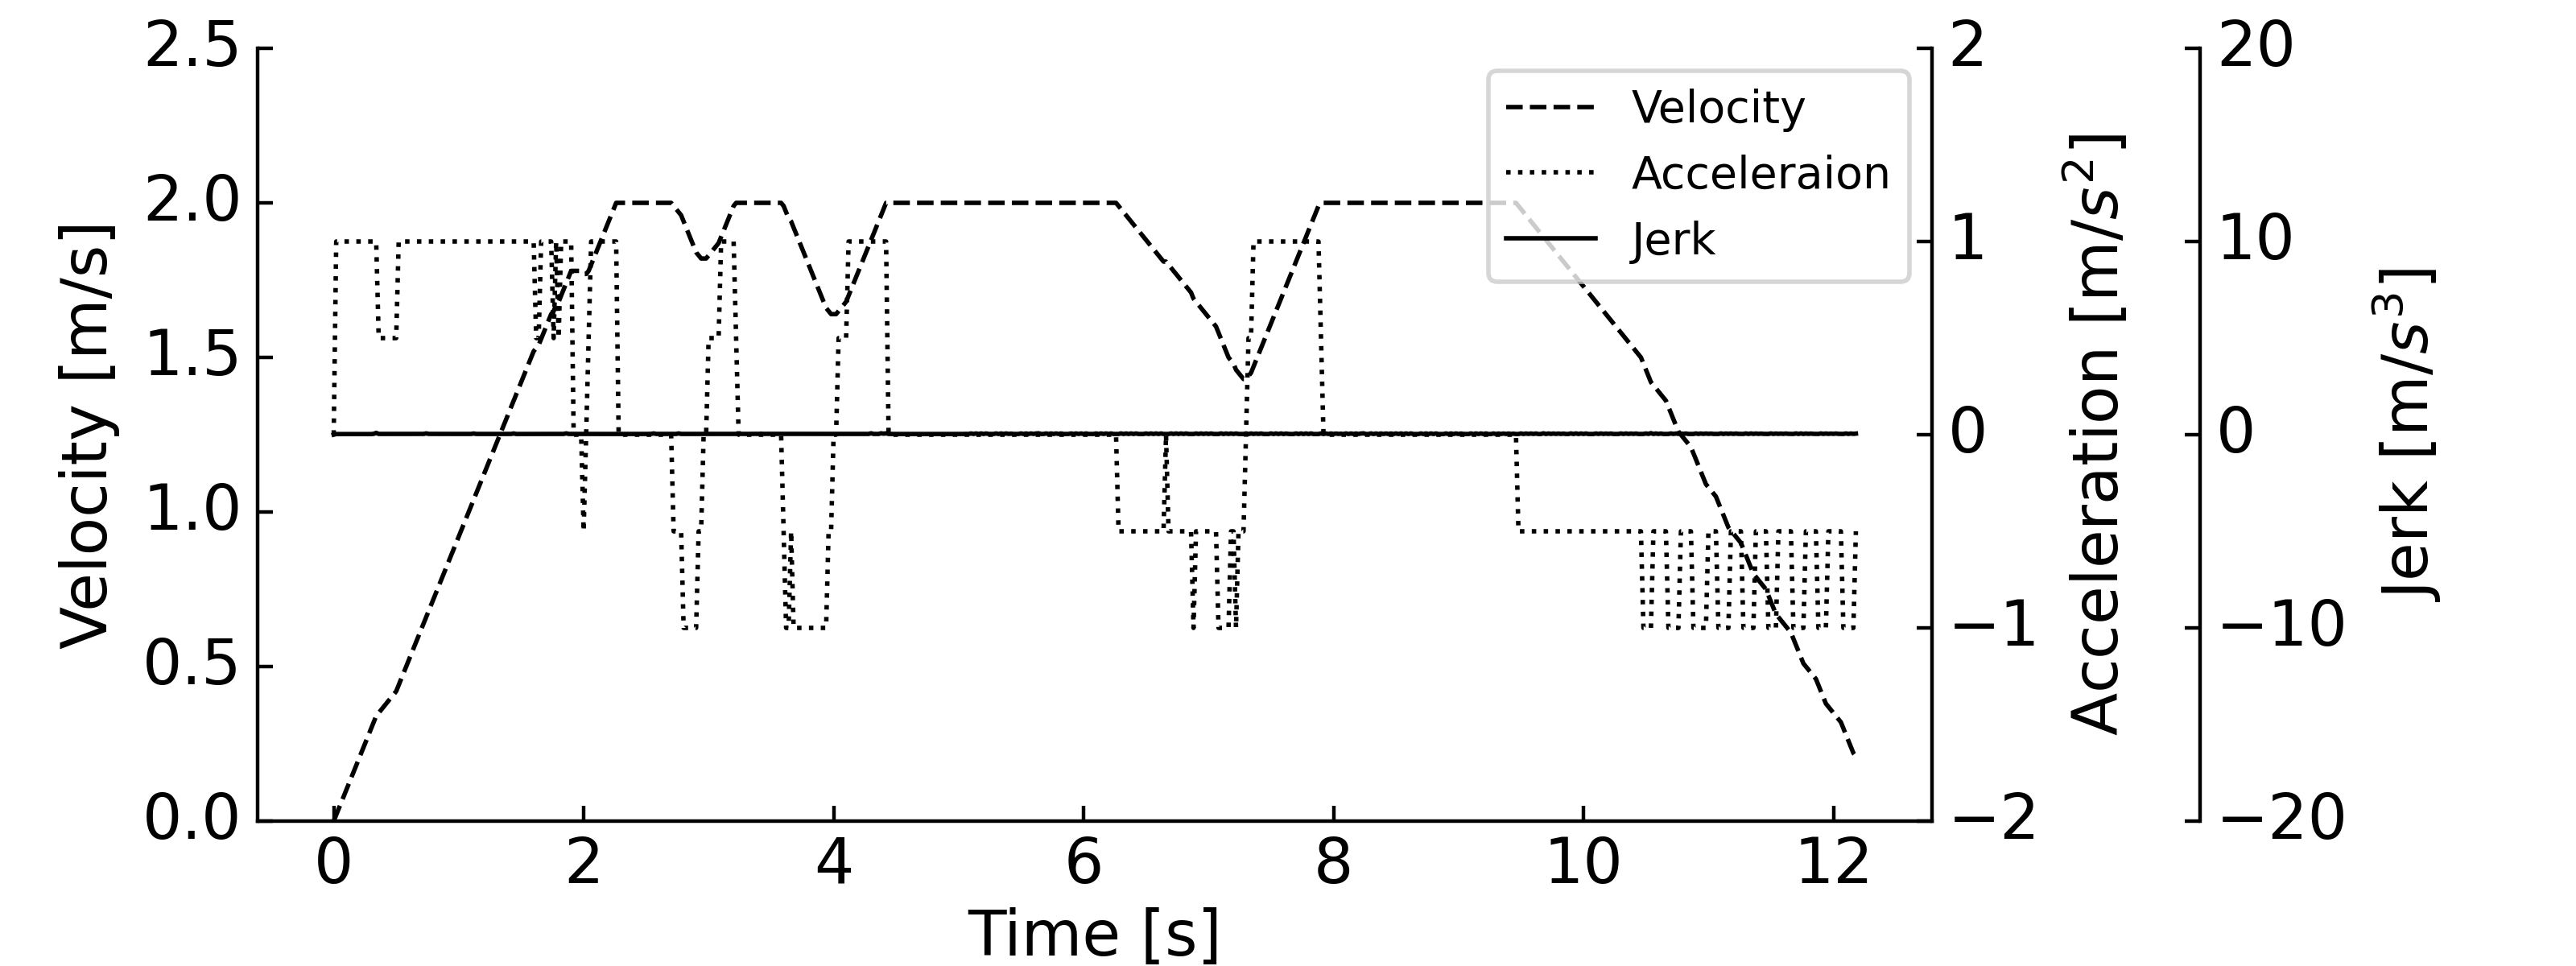 Velocity [m/s]
2.5
2.0
1.5
1.0
0.5
0.0
0 2 4 6 8 10 12
Time [s]
Velocity
Acceleraion
Jerk
2
1
0
−1
−2
Acceleration [m/s²]
20
10
0
−10
−20
Jerk [m/s³]